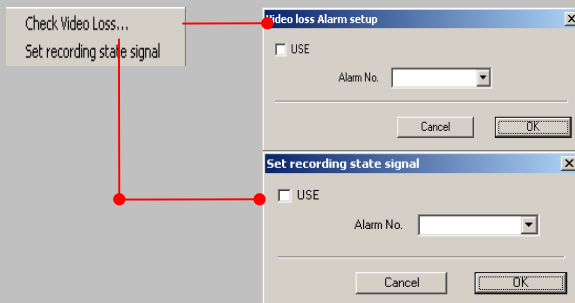 Check Video Loss...
Set recording state signal
Video loss Alarm setup
USE
Alarm No.
Cancel
OK
Set recording state signal
USE
Alarm No.
Cancel
OK